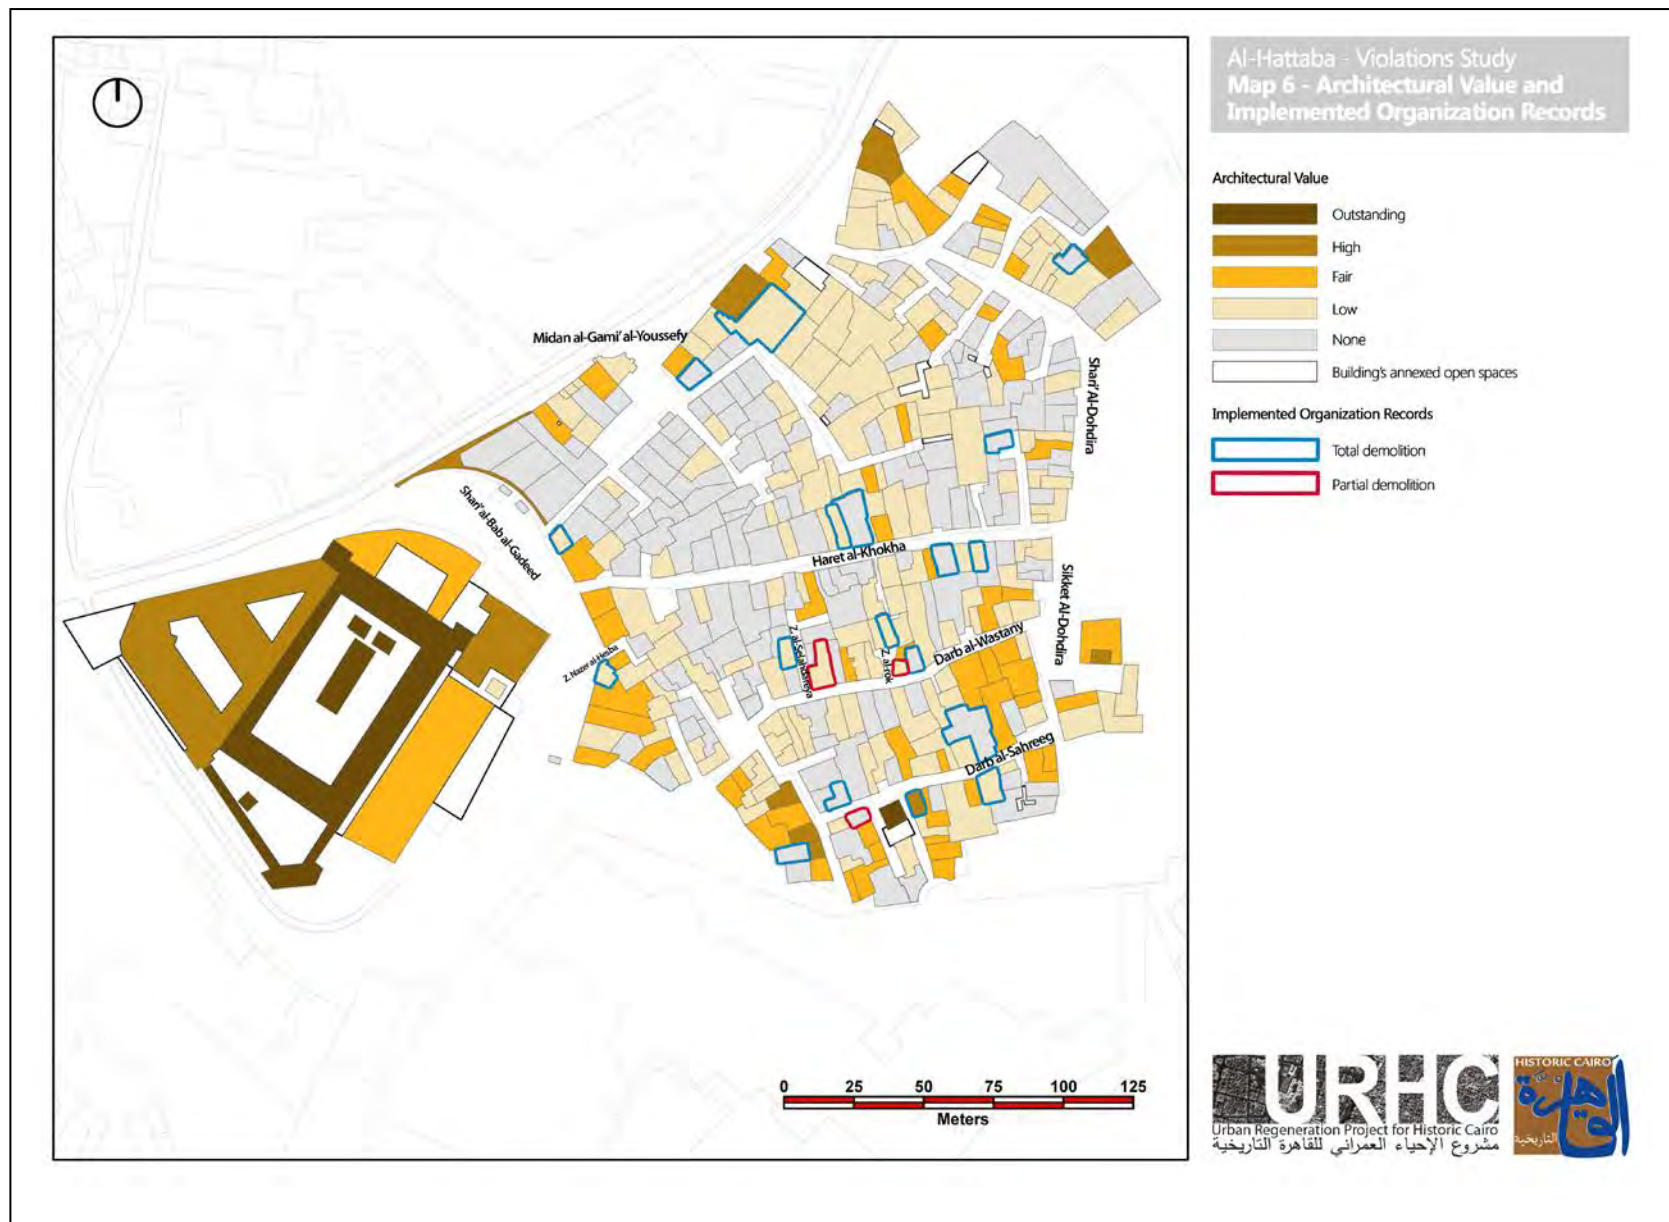 Al-Hattaba - Violations Study
Map 6 - Architectural Value and
Implemented Organization Records
Architectural Value
Outstanding
High
Fair
Low
None
Building's annexed open spaces
Implemented Organization Records
Total demolition
Partial demolition
Midan al-Gami' al-Youssefy
Shari' Al-Dohdira
Shari' al-Bab al-Gadeed
Haret al-Khokha
Sikket Al-Dohdira
Z. Nazer al-Hesba
Z. al-Selahdareya
Z. al-Tok
Darb al-Wastany
Darb al-Sahreeg
0 25 50 75 100 125
Meters
URHC
Urban Regeneration Project for Historic Cairo
مشروع الإحياء العمراني للقاهرة التاريخية
HISTORIC CAIRO
القاهرة
التاريخية